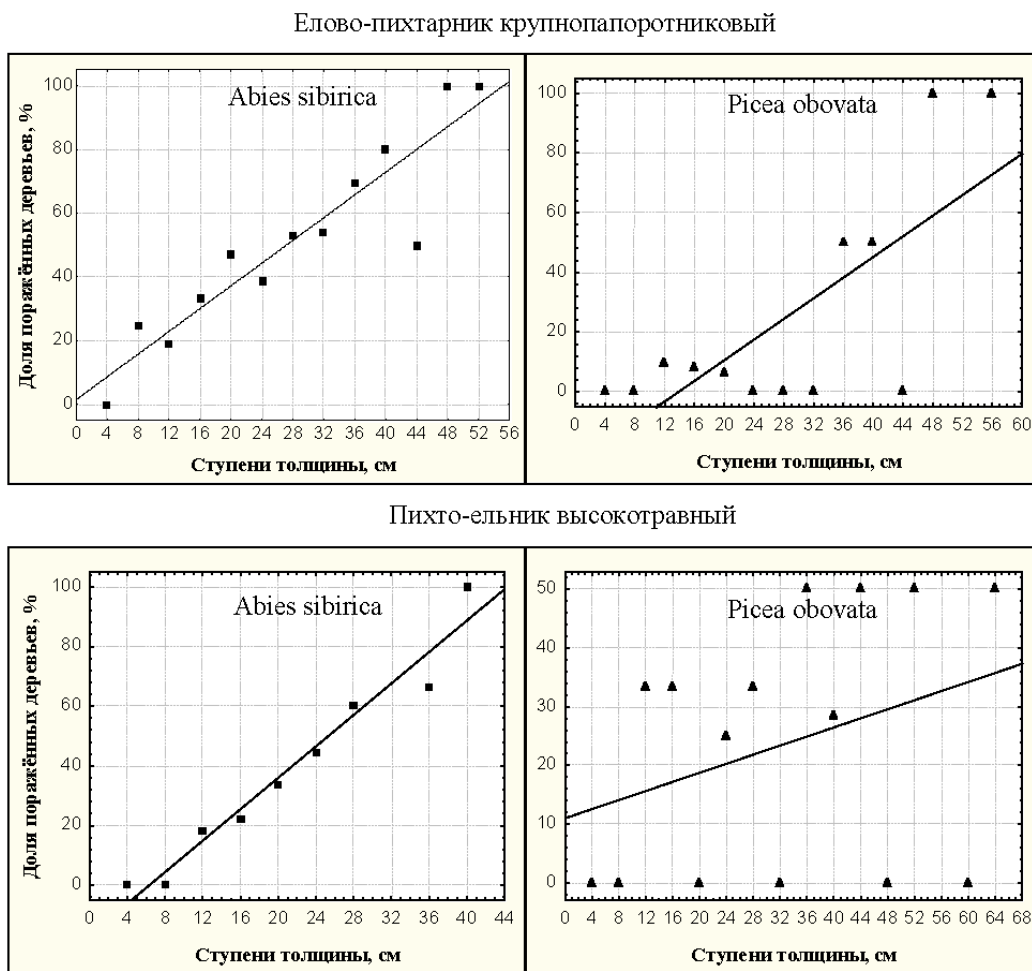 Елово-пихтарник крупнопапоротниковый
Abies sibirica
Доля поражённых деревьев, %
100
80
60
40
20
0
0 4 8 12 16 20 24 28 32 36 40 44 48 52 56
Ступени толщины, см
Picea obovata
100
80
60
40
20
0
0 4 8 12 16 20 24 28 32 36 40 44 48 52 56 60
Ступени толщины, см
Пихто-ельник высокотравный
Abies sibirica
Доля поражённых деревьев, %
100
80
60
40
20
0
0 4 8 12 16 20 24 28 32 36 40 44
Ступени толщины, см
Picea obovata
50
40
30
20
10
0
0 4 8 12 16 20 24 28 32 36 40 44 48 52 56 60 64 68
Ступени толщины, см